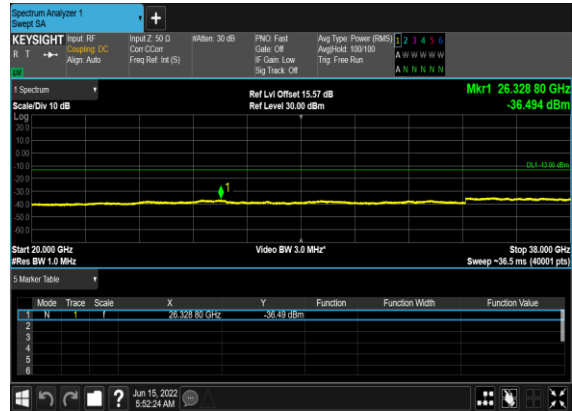 Spectrum Analyzer 1
Swept SA
+
KEYSIGHT Input: RF Input Z: 50 Ω #Atten: 30 dB PNO: Fast Avg Type: Power (RMS) 1 2 3 4 5 6
R T Coupling: DC Corr CCorr Gate: Off Avg|Hold: 100/100 A W W W W W
Align: Auto Freq Ref: Int (S) IF Gain: Low Trig: Free Run
LXI Sig Track: Off A N N N N N
1 Spectrum Ref Lvl Offset 15.57 dB Mkr1 26.328 80 GHz
Scale/Div 10 dB Ref Level 30.00 dBm -36.494 dBm
Log
20.0
10.0
0.00
-10.0 DL1 -13.00 dBm
-20.0
-30.0 1
-40.0
-50.0
-60.0
Start 20.000 GHz Video BW 3.0 MHz* Stop 38.000 GHz
#Res BW 1.0 MHz Sweep ~36.5 ms (40001 pts)
5 Marker Table
Mode Trace Scale X Y Function Function Width Function Value
1 N 1 f 26.328 80 GHz -36.49 dBm
2
3
4
5
6
? Jun 15, 2022
5:52:24 AM